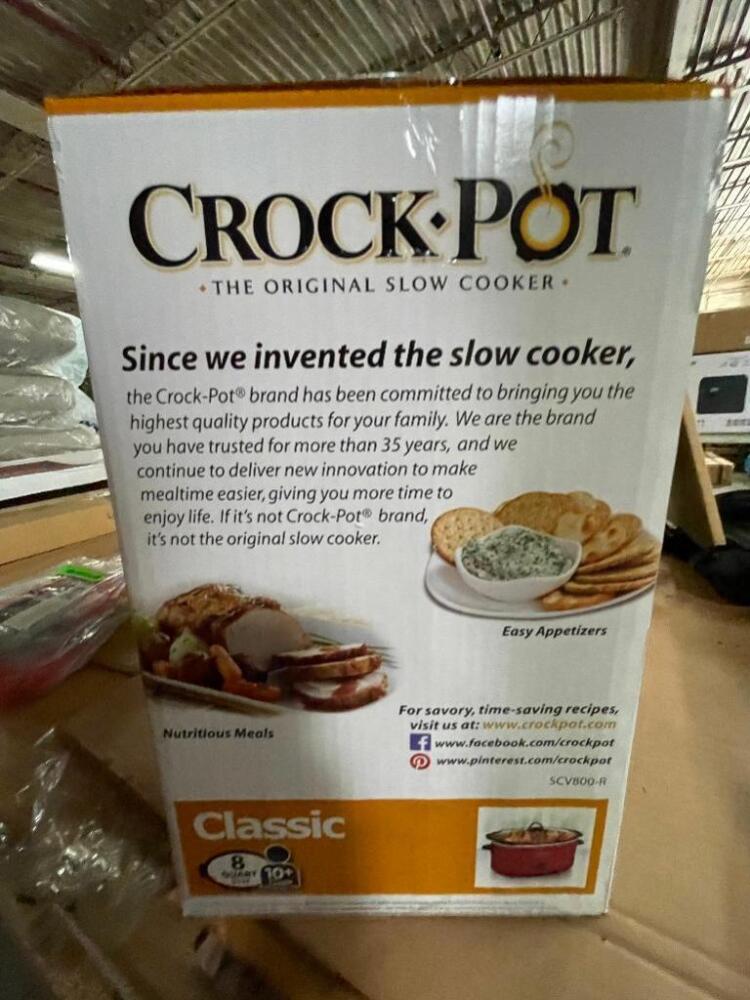 CROCK·POT®
• THE ORIGINAL SLOW COOKER •
Since we invented the slow cooker,
the Crock-Pot® brand has been committed to bringing you the
highest quality products for your family. We are the brand
you have trusted for more than 35 years, and we
continue to deliver new innovation to make
mealtime easier, giving you more time to
enjoy life. If it's not Crock-Pot® brand,
it's not the original slow cooker.
Easy Appetizers
Nutritious Meals
For savory, time-saving recipes,
visit us at: www.crockpot.com
www.facebook.com/crockpot
www.pinterest.com/crockpot
SCV800-R
Classic
8
QUART
10+